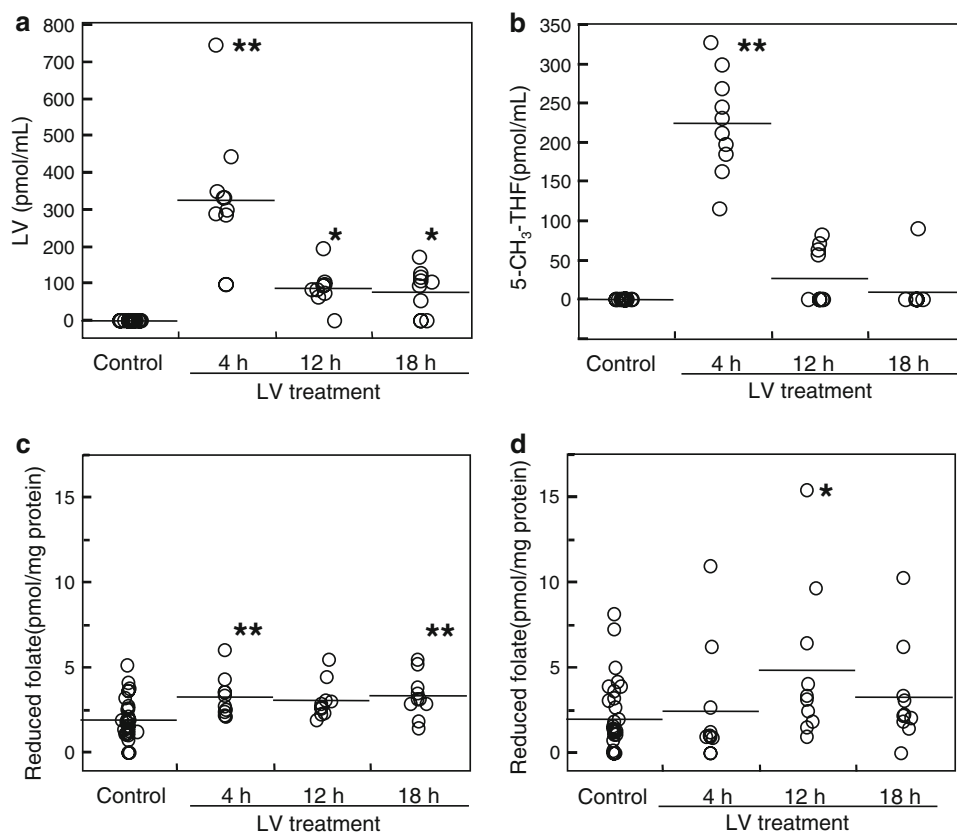 a
LV (pmol/mL)
800
700
600
500
400
300
200
100
0
**
*
*
Control
4 h
12 h
18 h
LV treatment
b
5-CH₃-THF(pmol/mL)
350
300
250
200
150
100
50
0
**
Control
4 h
12 h
18 h
LV treatment
c
Reduced folate(pmol/mg protein)
15
10
5
0
**
**
Control
4 h
12 h
18 h
LV treatment
d
Reduced folate(pmol/mg protein)
15
10
5
0
*
Control
4 h
12 h
18 h
LV treatment